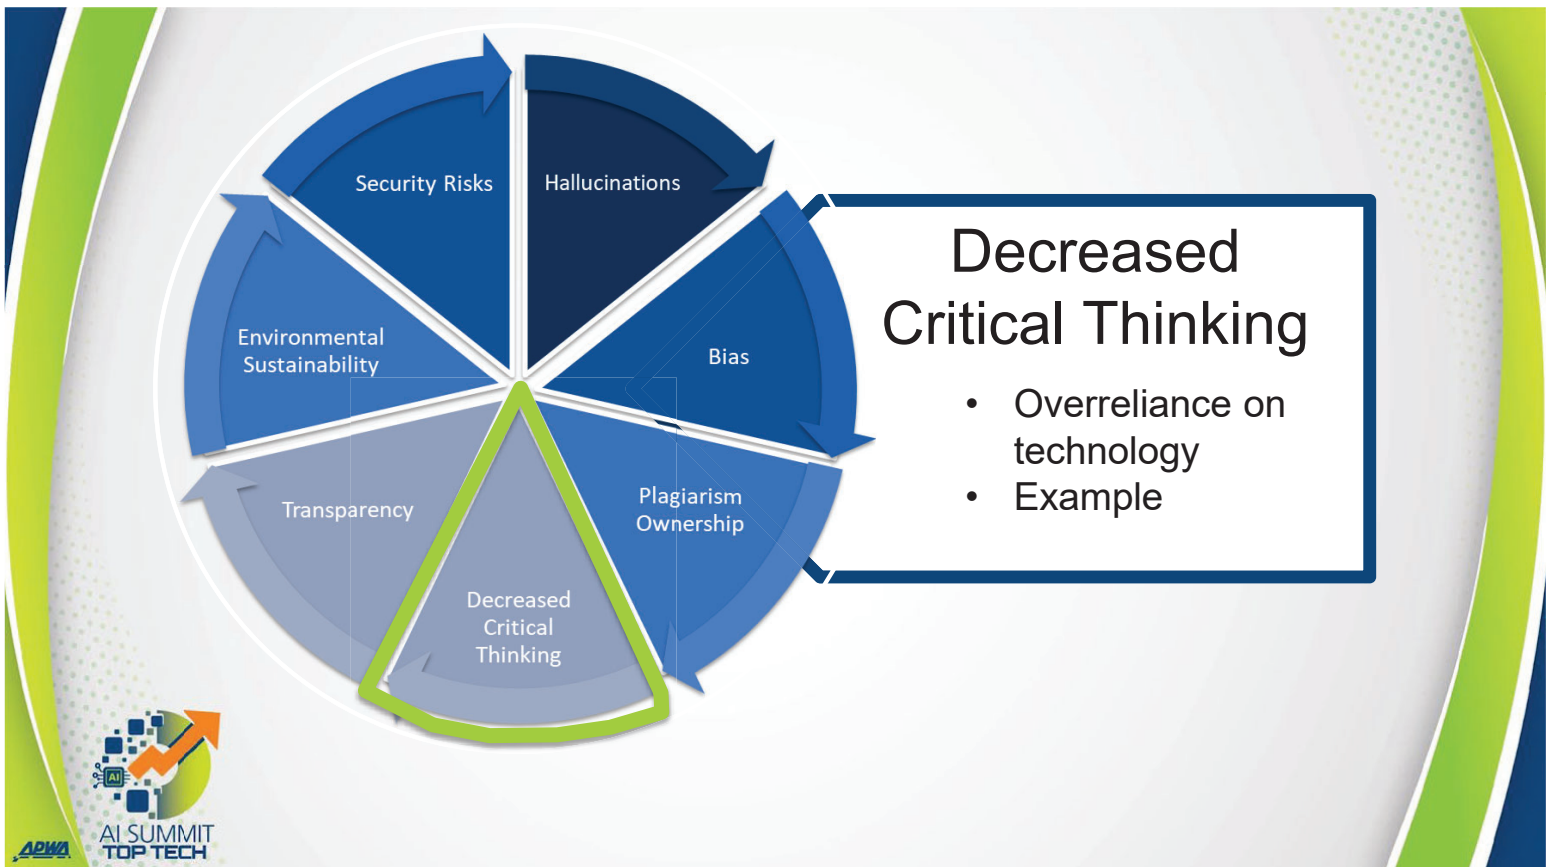 Security Risks
Hallucinations
Environmental
Sustainability
Bias
Transparency
Plagiarism
Ownership
Decreased
Critical
Thinking
Decreased
Critical Thinking
• Overreliance on
technology
• Example
AI
AI SUMMIT
TOP TECH
APWA